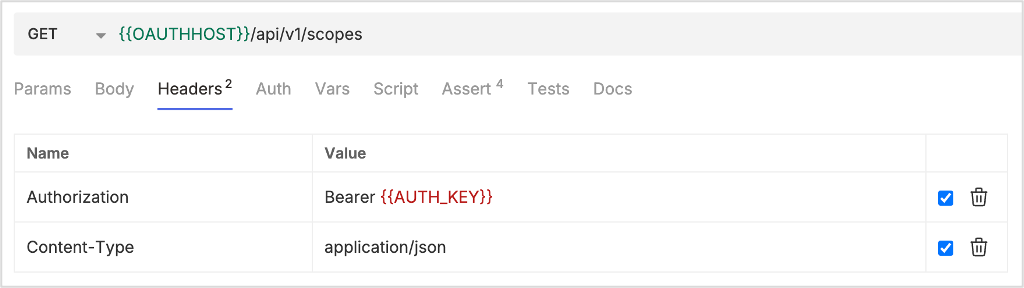 GET {{OAUTHHOST}}/api/v1/scopes
Params Body Headers 2 Auth Vars Script Assert 4 Tests Docs
Name Value
Authorization Bearer {{AUTH_KEY}}
Content-Type application/json